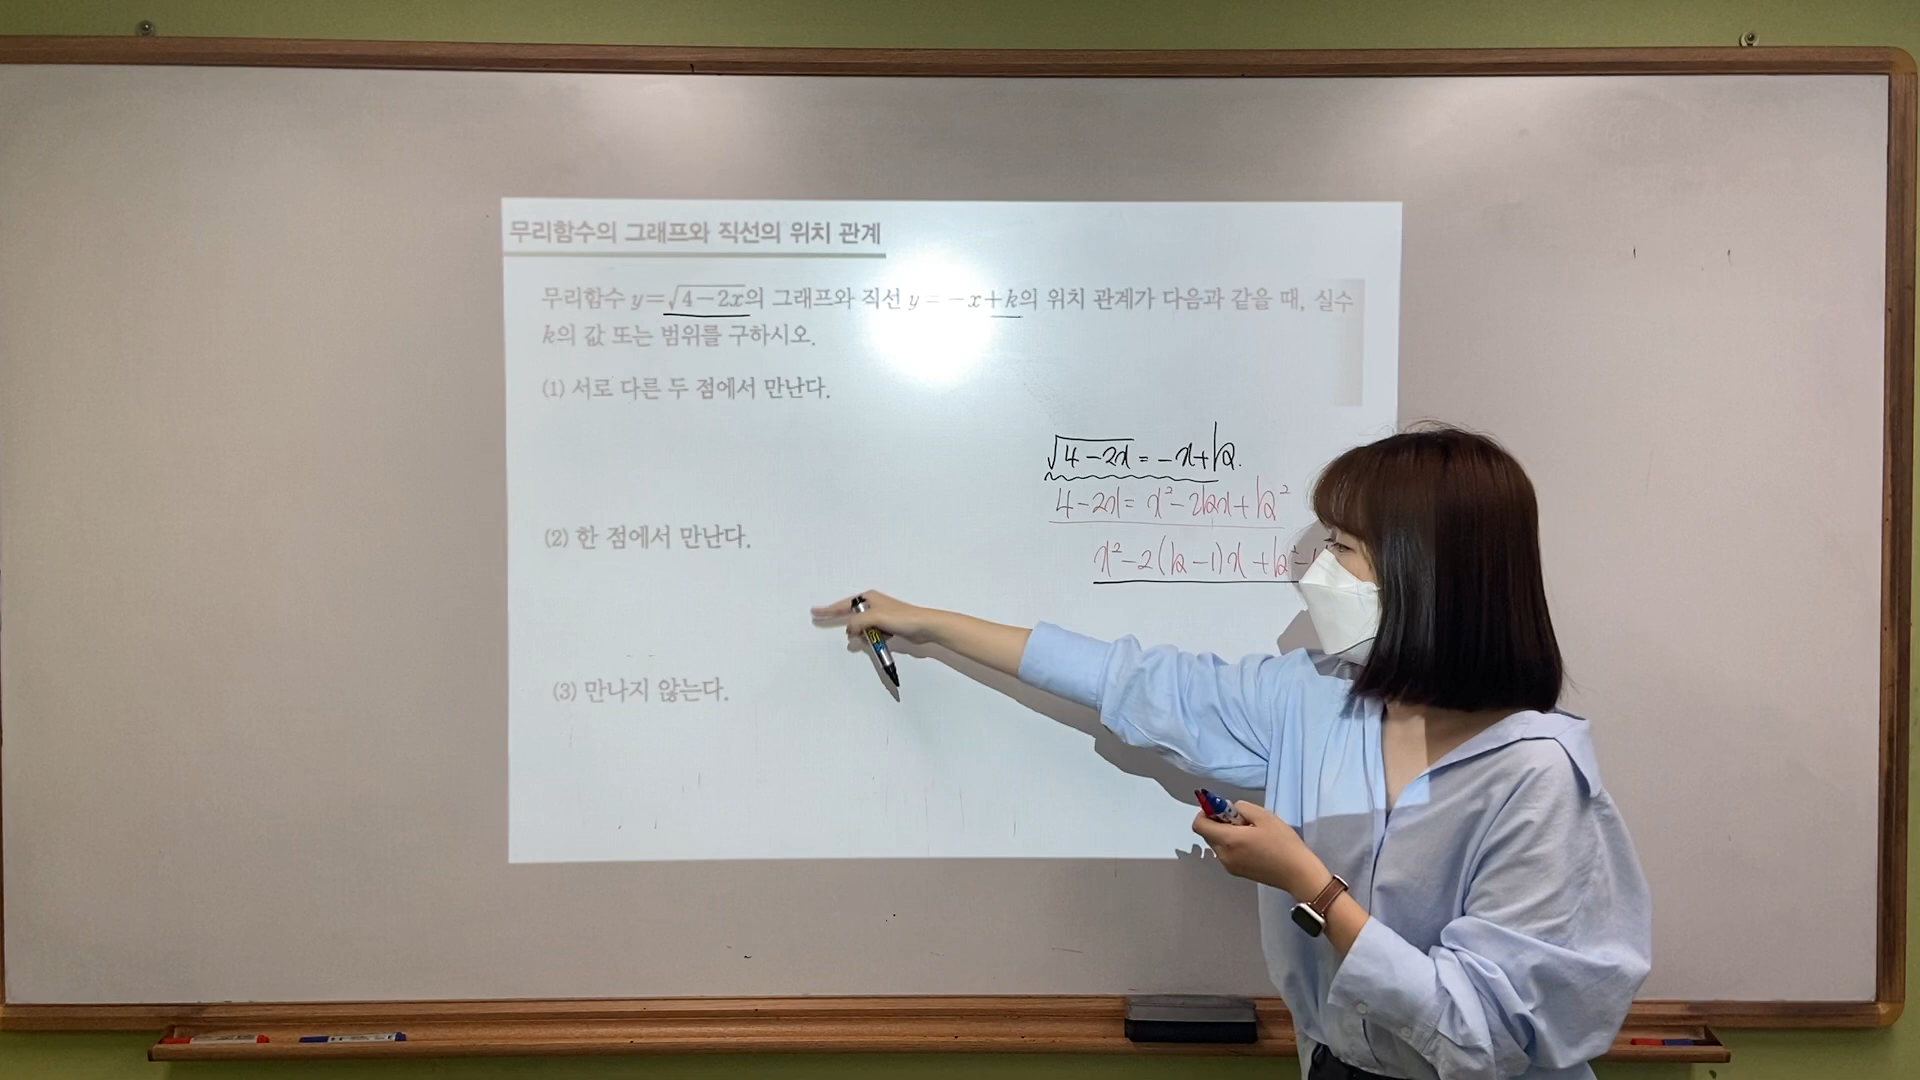 무리함수의 그래프와 직선의 위치 관계
무리함수 y=√4-2x의 그래프와 직선 y=-x+k의 위치 관계가 다음과 같을 때, 실수
k의 값 또는 범위를 구하시오.
(1) 서로 다른 두 점에서 만난다.
√4-2x = -x+k.
4-2x = x²-2kx+k²
x²-2(k-1)x+k²-
(2) 한 점에서 만난다.
(3) 만나지 않는다.